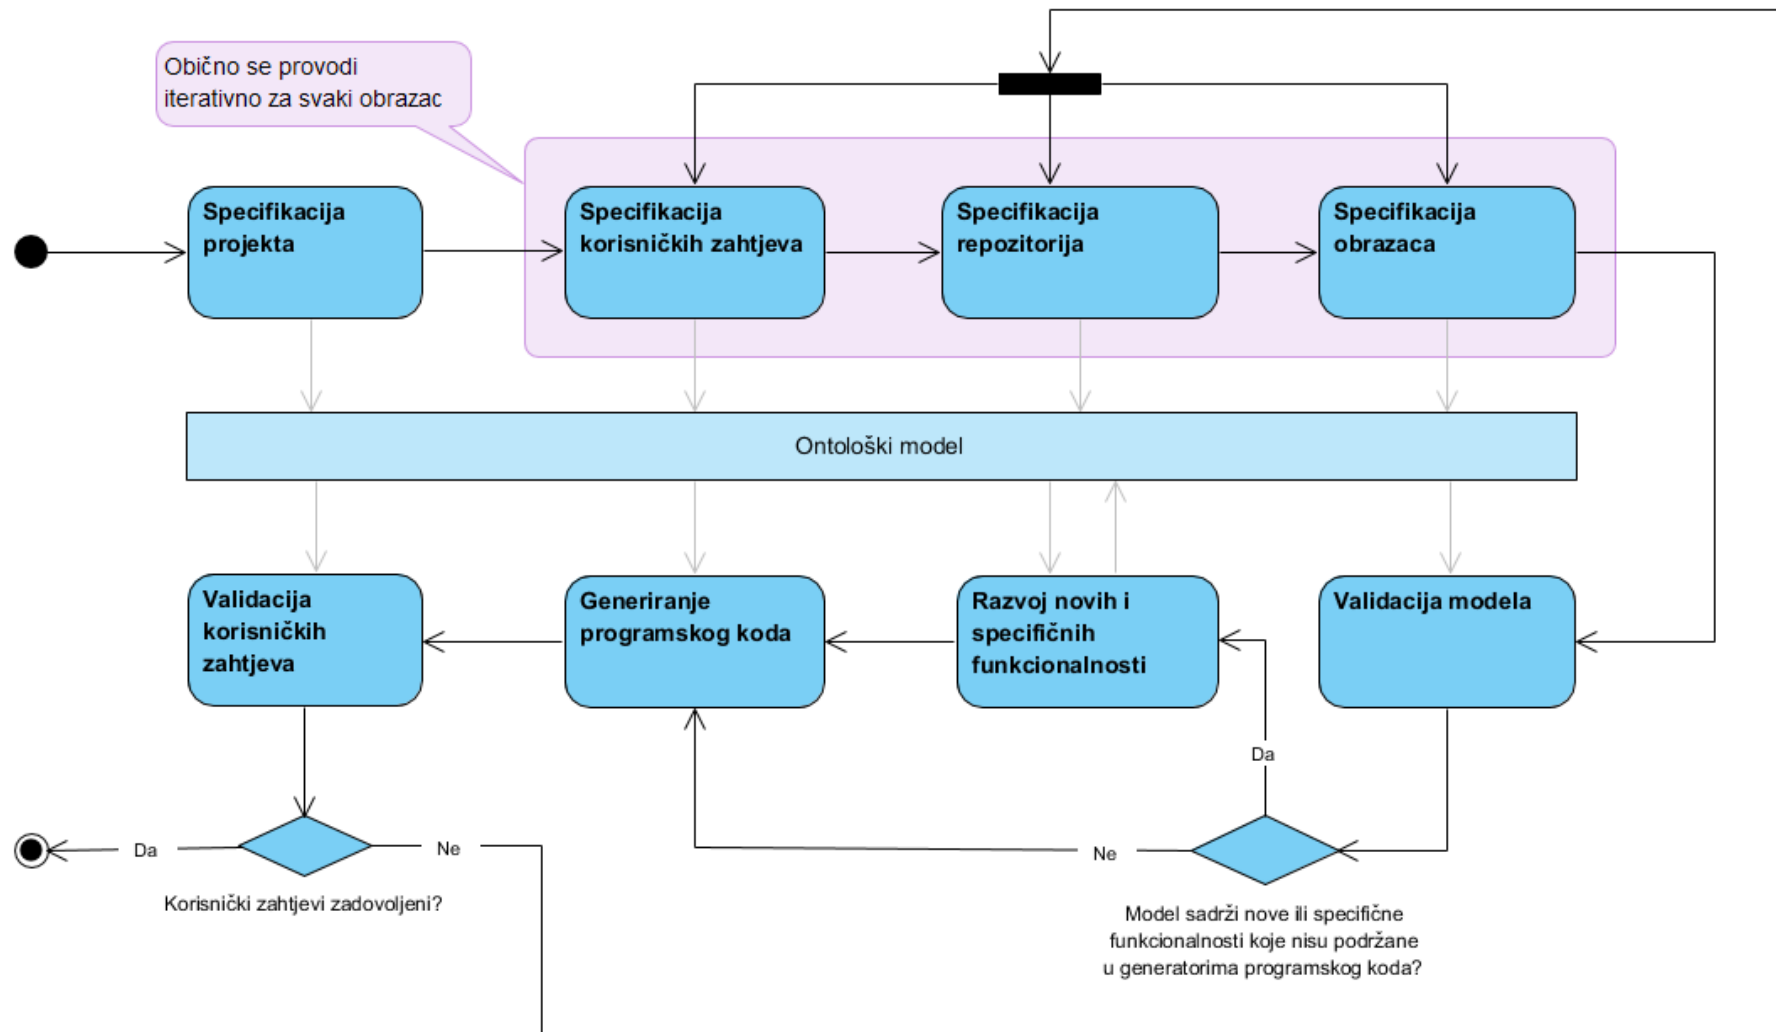 Obično se provodi
iterativno za svaki obrazac
Specifikacija
projekta
Specifikacija
korisničkih zahtjeva
Specifikacija
repozitorija
Specifikacija
obrazaca
Ontološki model
Validacija
korisničkih
zahtjeva
Generiranje
programskog koda
Razvoj novih i
specifičnih
funkcionalnosti
Validacija modela
Da
Da
Ne
Ne
Korisnički zahtjevi zadovoljeni?
Model sadrži nove ili specifične
funkcionalnosti koje nisu podržane
u generatorima programskog koda?